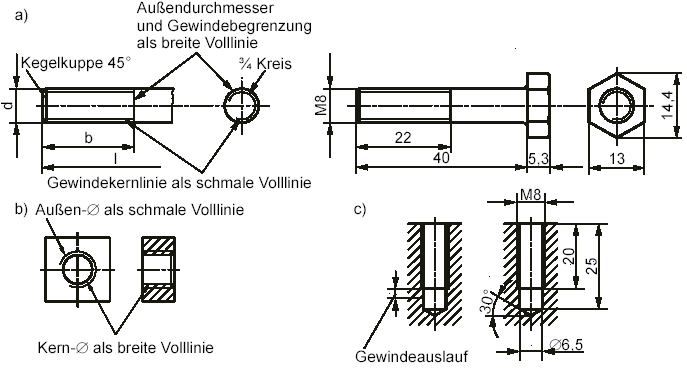 a)
Außendurchmesser
und Gewindebegrenzung
als breite Volllinie
Kegelkuppe 45°
¾ Kreis
d
b
l
Gewindekernlinie als schmale Volllinie
M8
22
40
5,3
13
14,4
b)
Außen-∅ als schmale Volllinie
Kern-∅ als breite Volllinie
c)
M8
20
25
30°
∅6.5
Gewindeauslauf